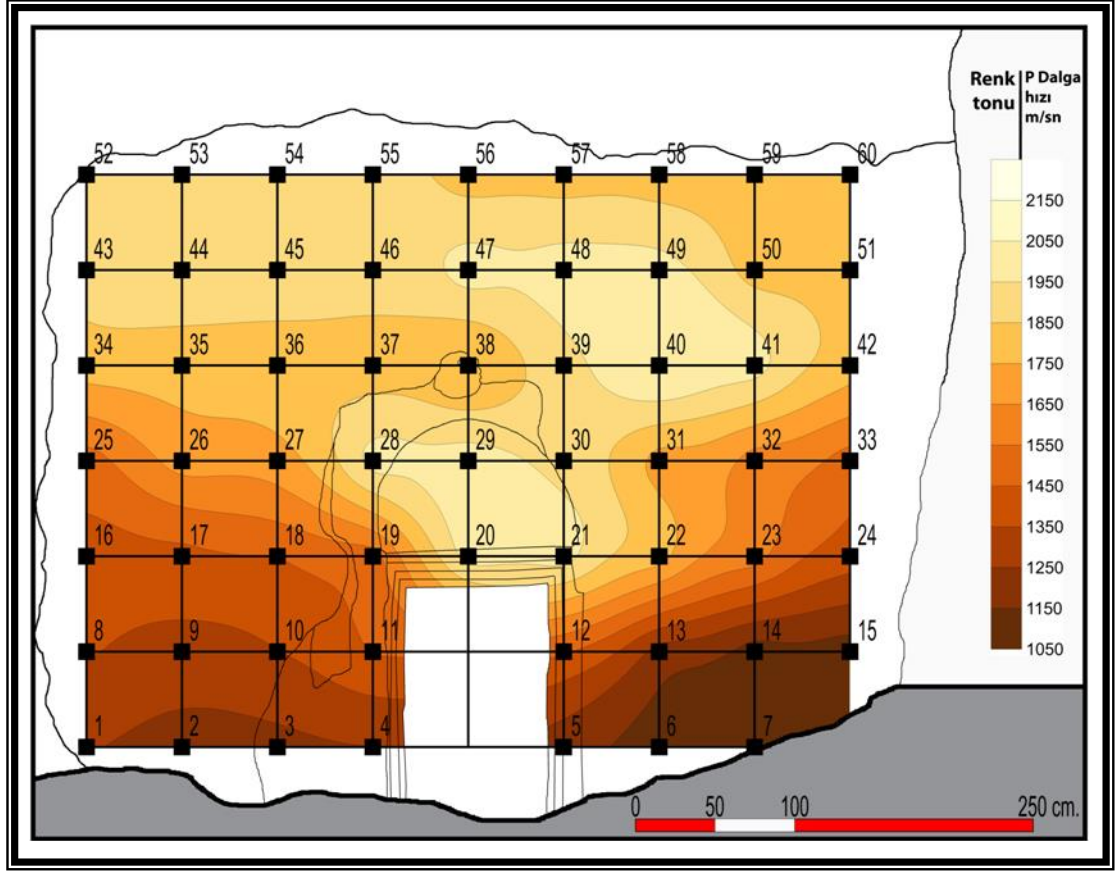 Renk tonu
P Dalga hızı m/sn
52 53 54 55 56 57 58 59 60
2150
2050
43 44 45 46 47 48 49 50 51
1950
1850
34 35 36 37 38 39 40 41 42
1750
1650
25 26 27 28 29 30 31 32 33
1550
1450
16 17 18 19 20 21 22 23 24
1350
1250
1150
8 9 10 11 12 13 14 15
1050
1 2 3 4 5 6 7
0 50 100 250 cm.